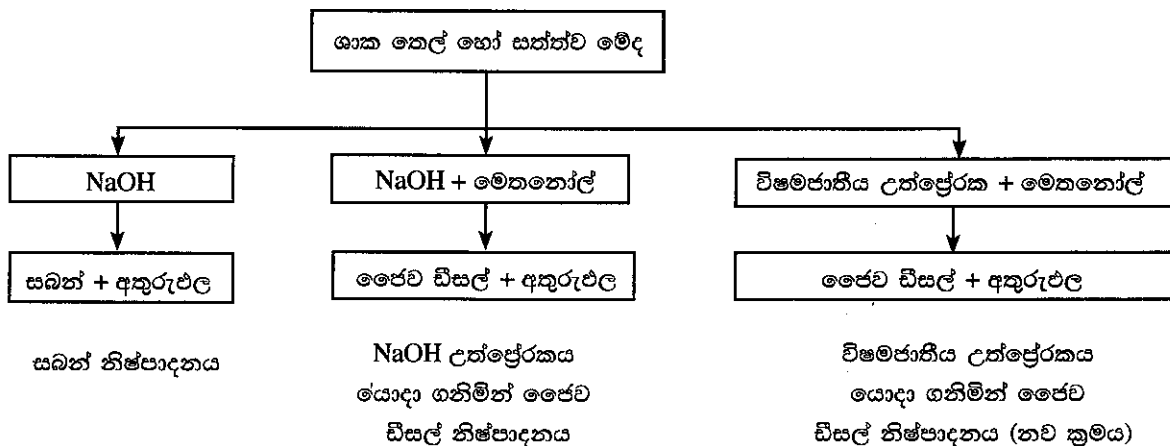 ශාක තෙල් හෝ සත්ත්ව මේද
NaOH
NaOH + මෙතනෝල්
විෂමජාතීය උත්ප්‍රේරක + මෙතනෝල්
සබන් + අතුරුඵල
ජෛව ඩීසල් + අතුරුඵල
ජෛව ඩීසල් + අතුරුඵල
සබන් නිෂ්පාදනය
NaOH උත්ප්‍රේරකය
යොදා ගනිමින් ජෛව
ඩීසල් නිෂ්පාදනය
විෂමජාතීය උත්ප්‍රේරකය
යොදා ගනිමින් ජෛව
ඩීසල් නිෂ්පාදනය (නව ක්‍රමය)